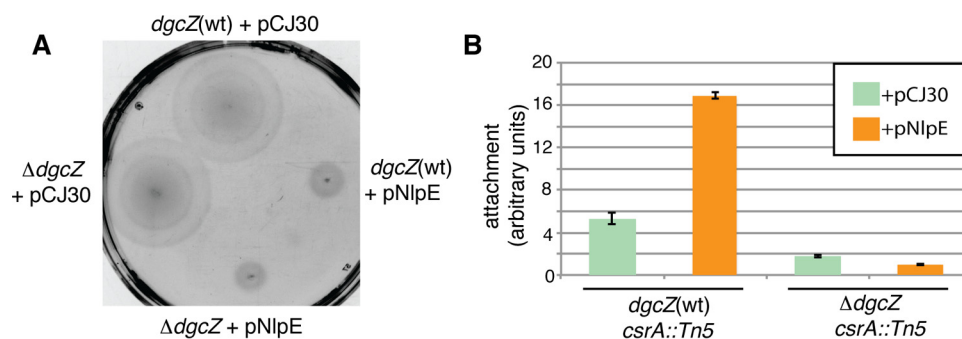 A
dgcZ(wt) + pCJ30
ΔdgcZ
+ pCJ30
dgcZ(wt)
+ pNlpE
ΔdgcZ + pNlpE
B
attachment
(arbitrary units)
20
16
12
8
4
0
+pCJ30
+pNlpE
dgcZ(wt)
csrA::Tn5
ΔdgcZ
csrA::Tn5